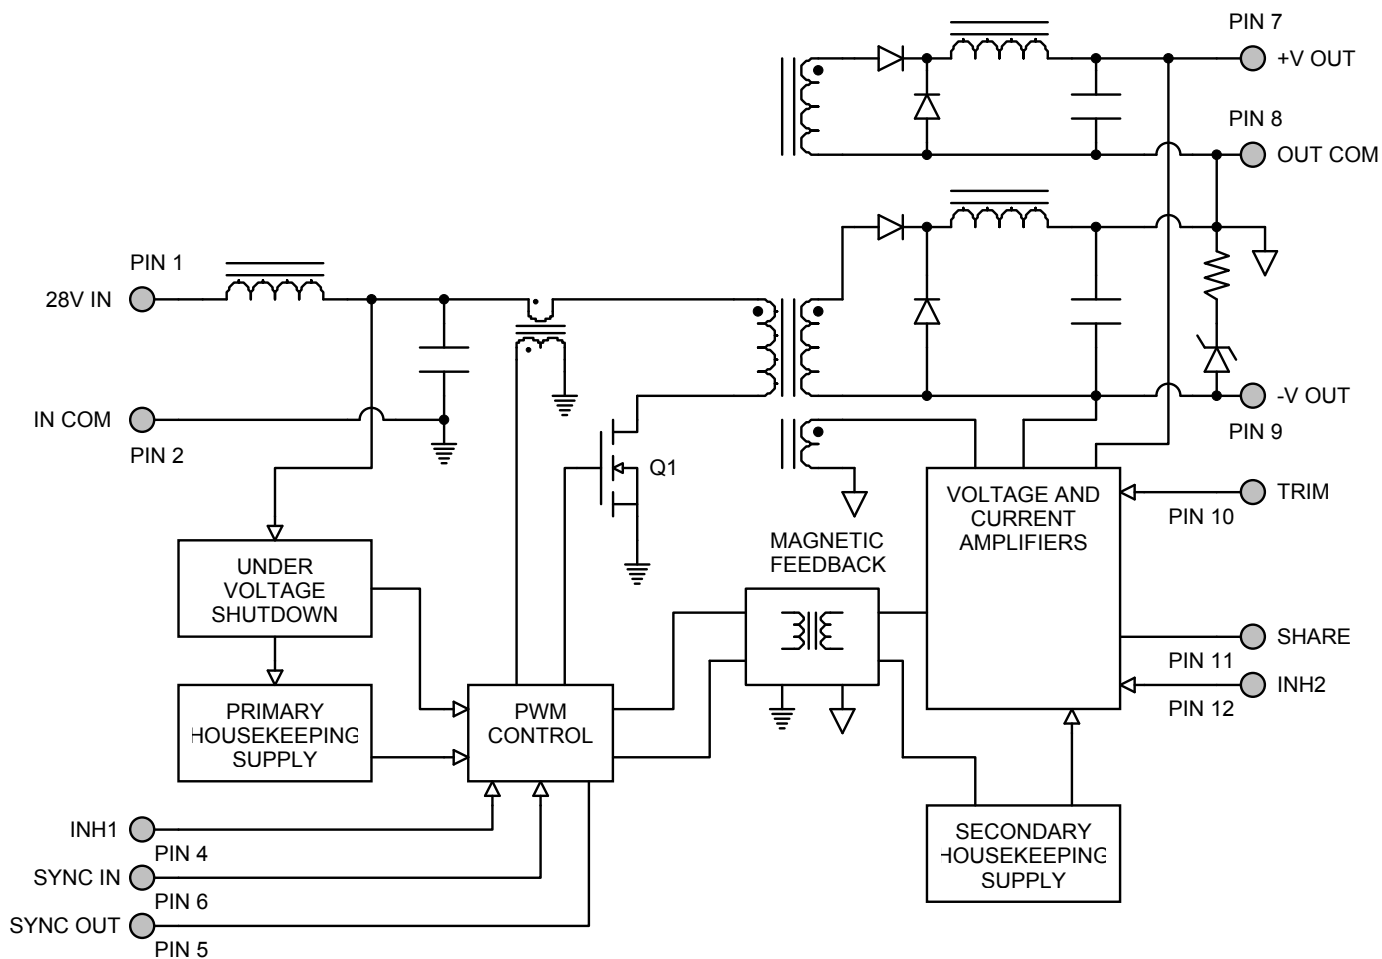 PIN 7
+V OUT
PIN 8
OUT COM
PIN 1
28V IN
IN COM
PIN 2
-V OUT
PIN 9
Q1
VOLTAGE AND
CURRENT
AMPLIFIERS
TRIM
PIN 10
MAGNETIC
FEEDBACK
UNDER
VOLTAGE
SHUTDOWN
SHARE
PIN 11
INH2
PIN 12
PRIMARY
HOUSEKEEPING
SUPPLY
PWM
CONTROL
INH1
PIN 4
SYNC IN
PIN 6
SYNC OUT
PIN 5
SECONDARY
HOUSEKEEPING
SUPPLY